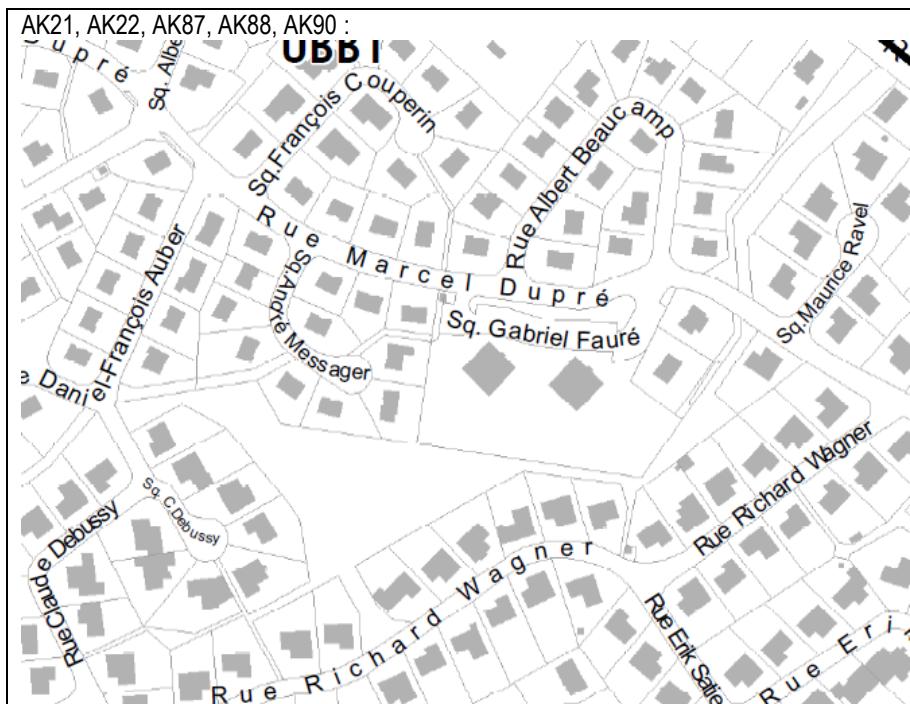 AK21, AK22, AK87, AK88, AK90 :
UBB1
Dupré
Sq. Albe
Sq.François Couperin
Rue Albert Beaucamp
Rue Marcel Dupré
Sq.Maurice Ravel
Sq.André Messager
Sq. Gabriel Fauré
e Daniel-François Auber
Sq. C.Debussy
Rue Claude Debussy
Rue Richard Wagner
Rue Richard Wagner
Rue Erik Satie
Rue Eri